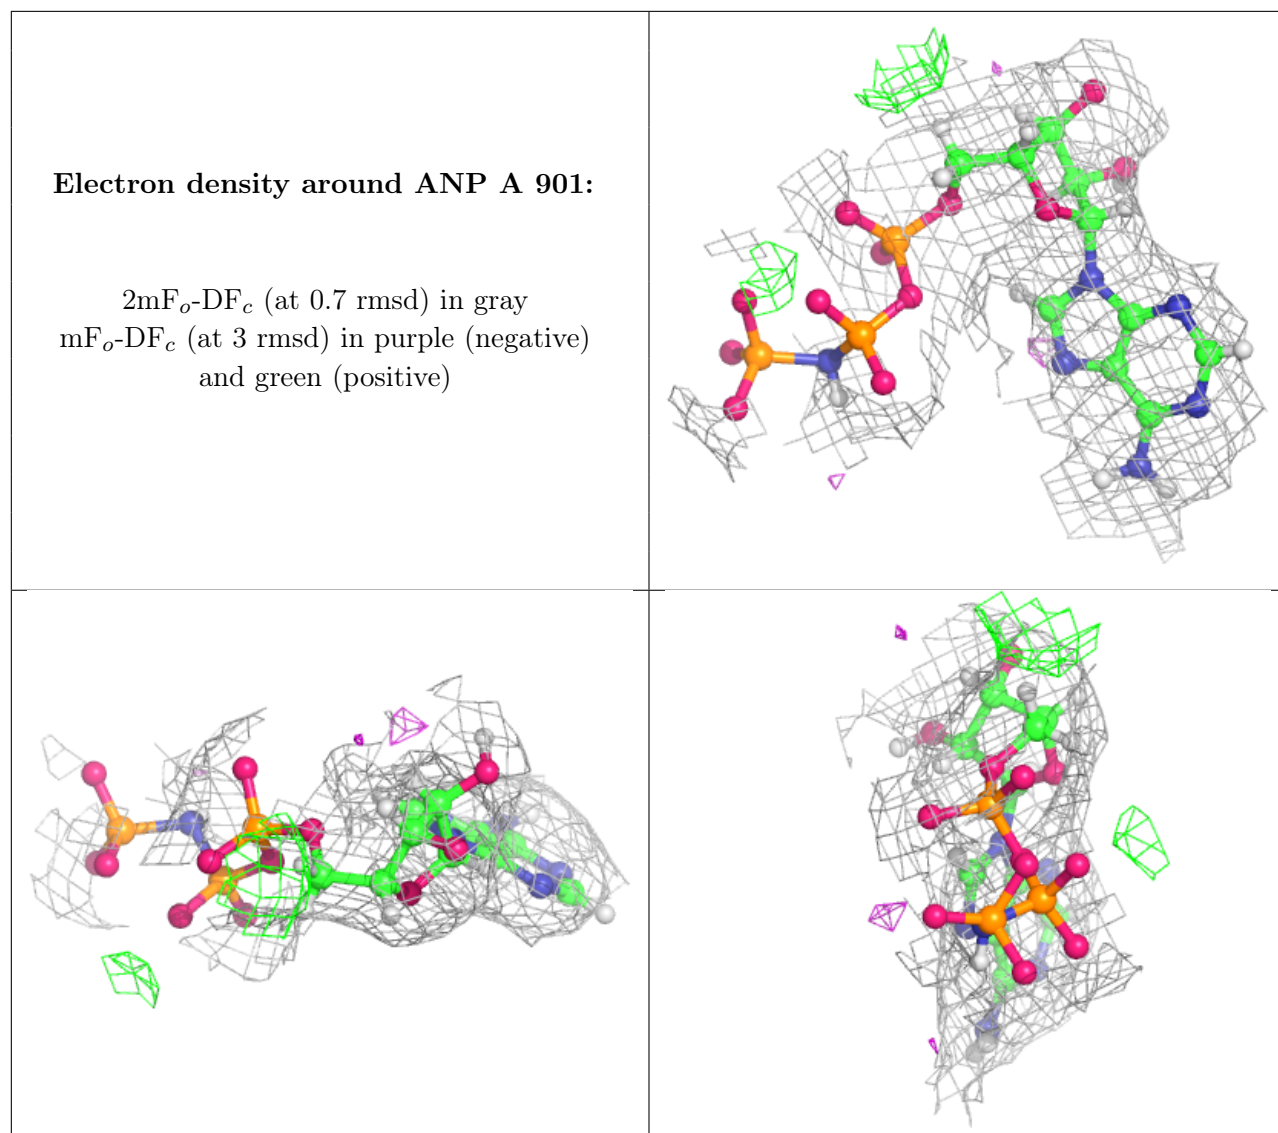 Electron density around ANP A 901:
2mFo-DFc (at 0.7 rmsd) in gray
mFo-DFc (at 3 rmsd) in purple (negative)
and green (positive)